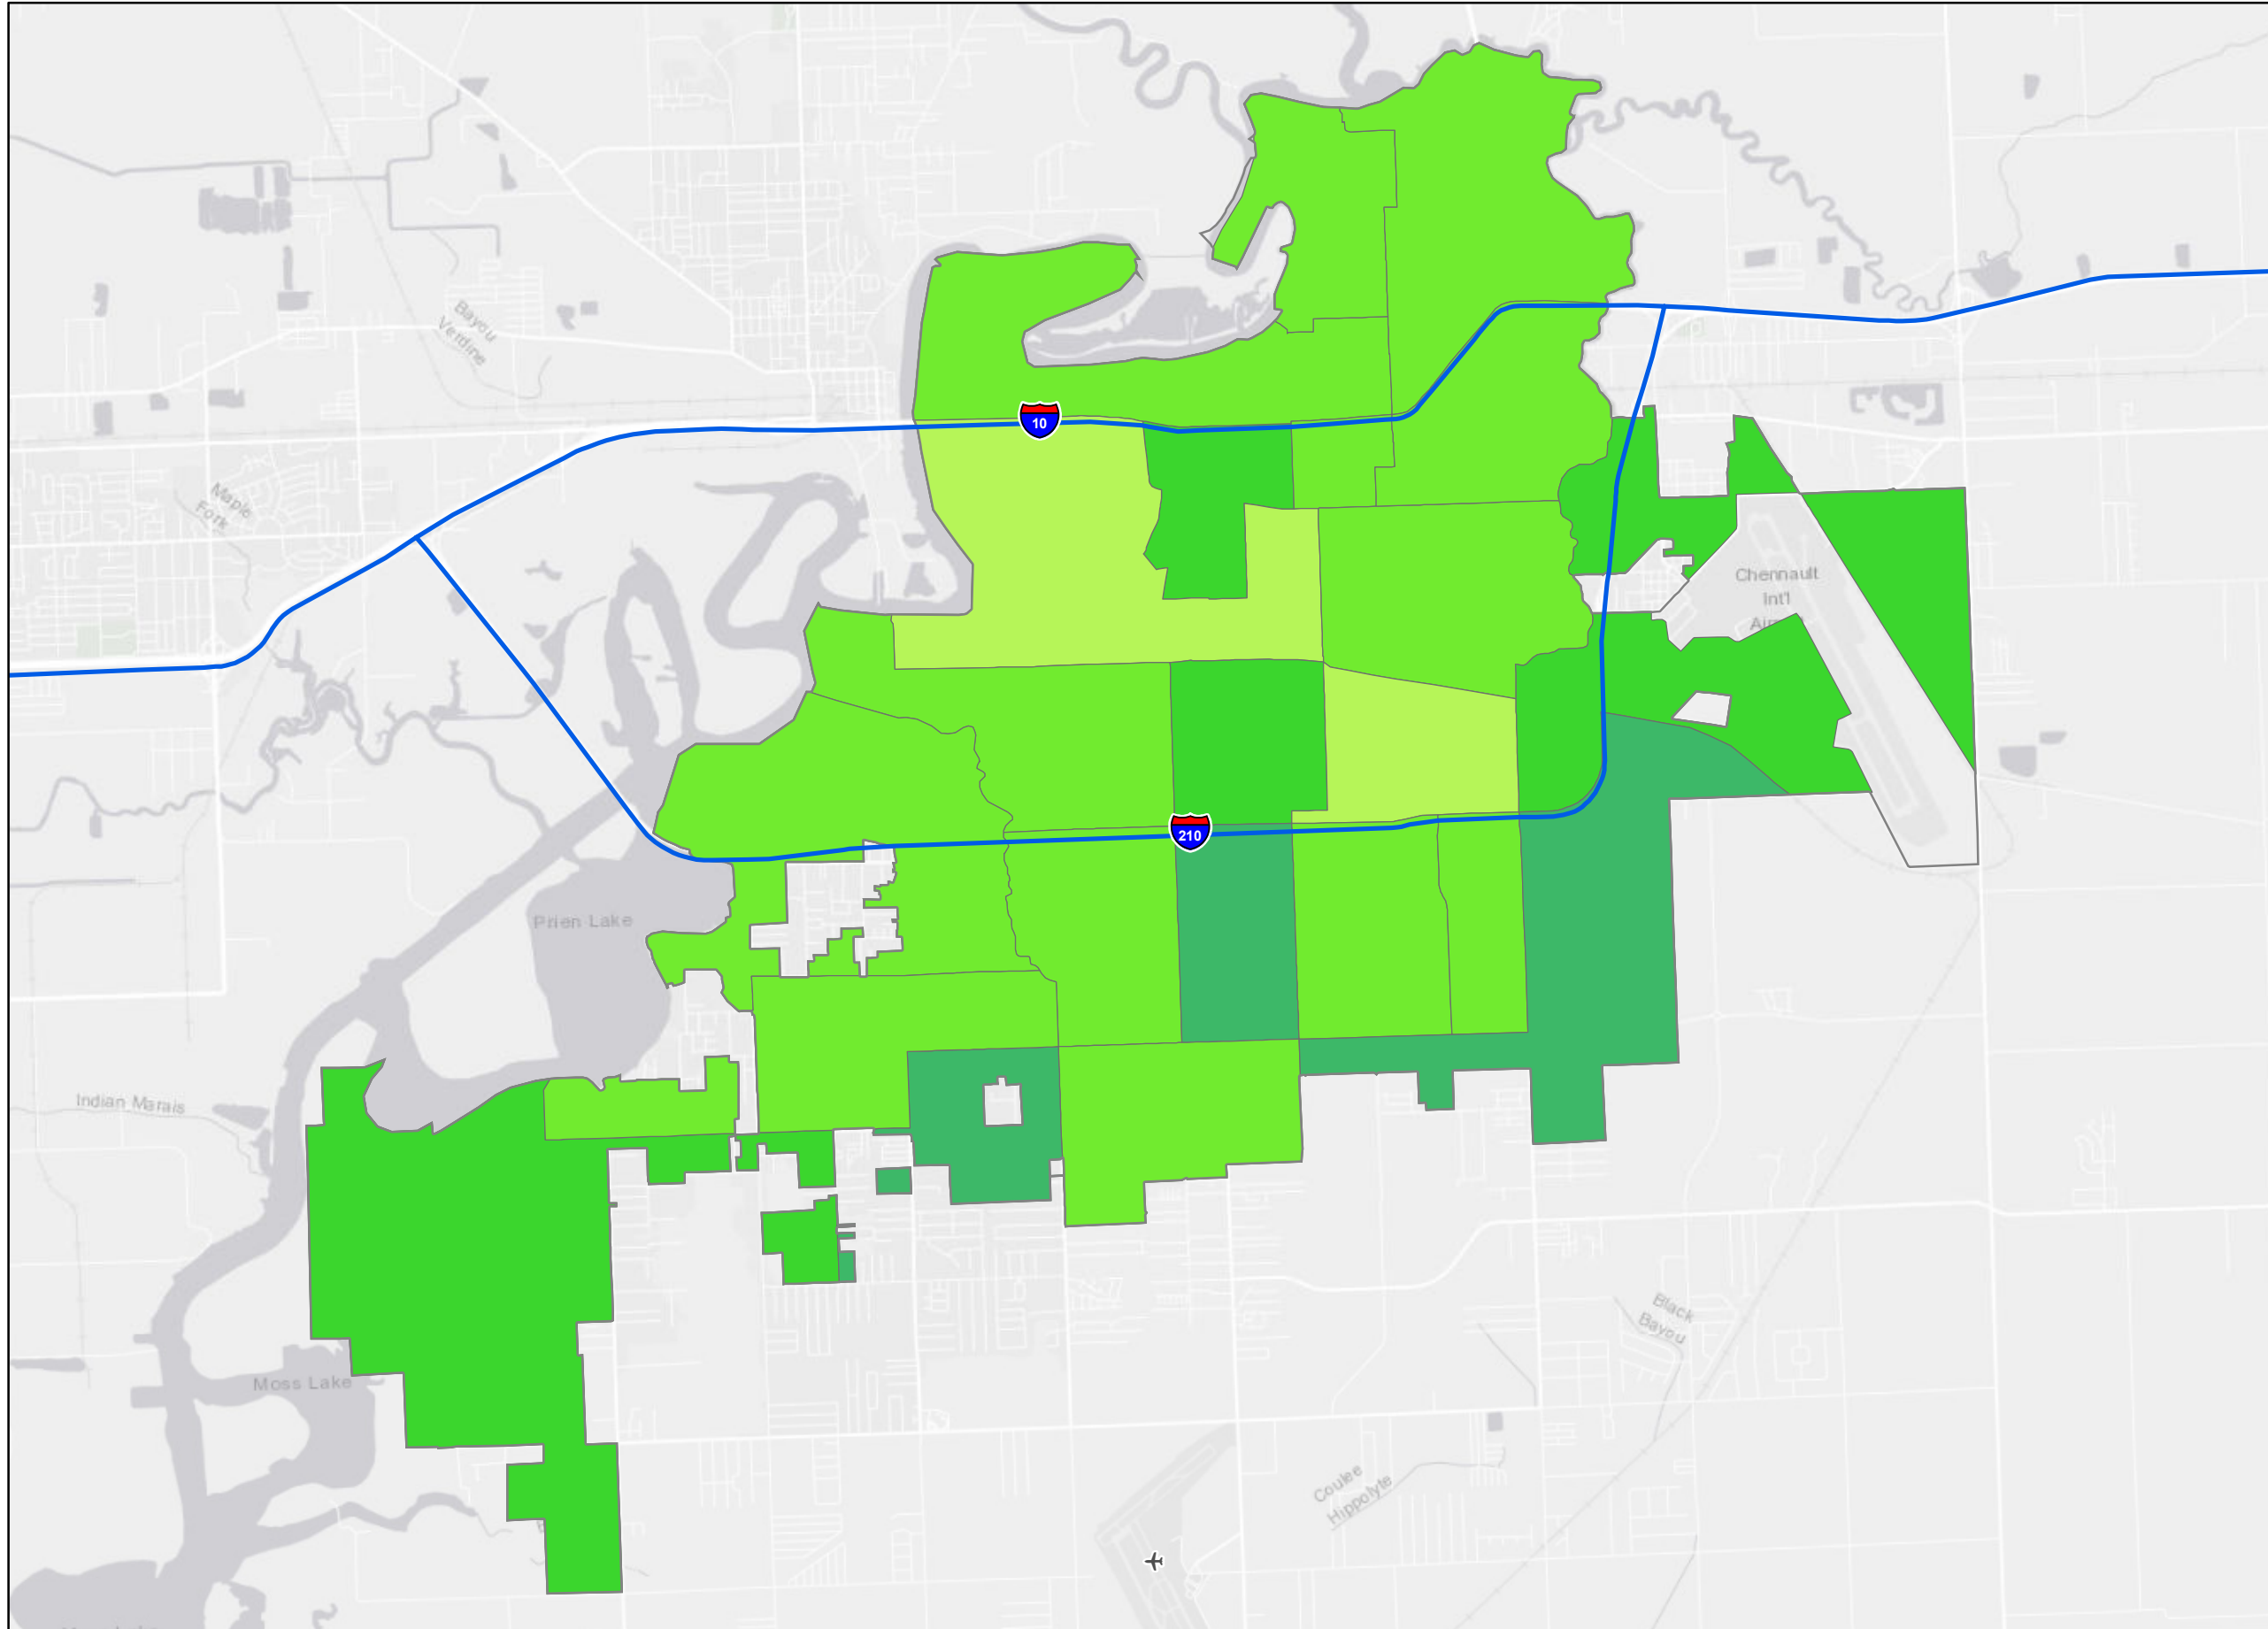 Bayou
Verdine
10
Maple
Fork
Chennault
Int'l
210
Prien Lake
Indian Marais
Black
Bayou
Moss Lake
Coulee
Hippolyte